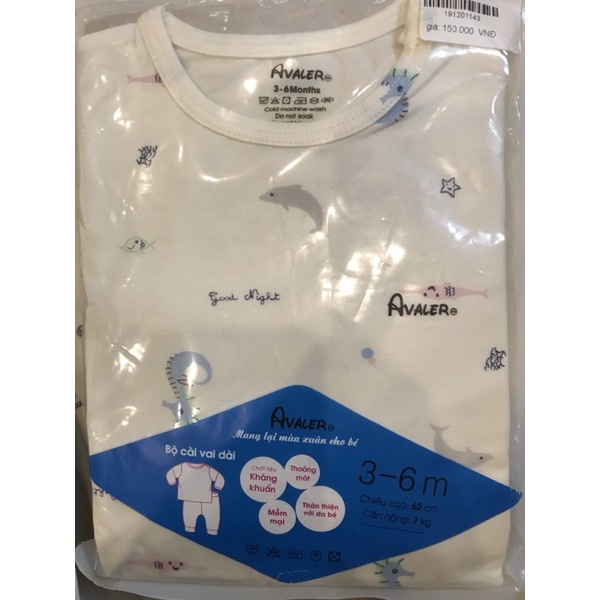 191201143
giá: 150.000 VNĐ
AVALER
3-6Months
Cold machine wash
Do not soak
Good Night
AVALER
AVALER
Mang lại mùa xuân cho bé
Bộ cài vai dài
Chất liệu
Kháng
khuẩn
Thoáng
mát
Mềm
mại
Thân thiện
với da bé
3-6 m
Chiều cao: 62 cm
Cân nặng: 7 kg